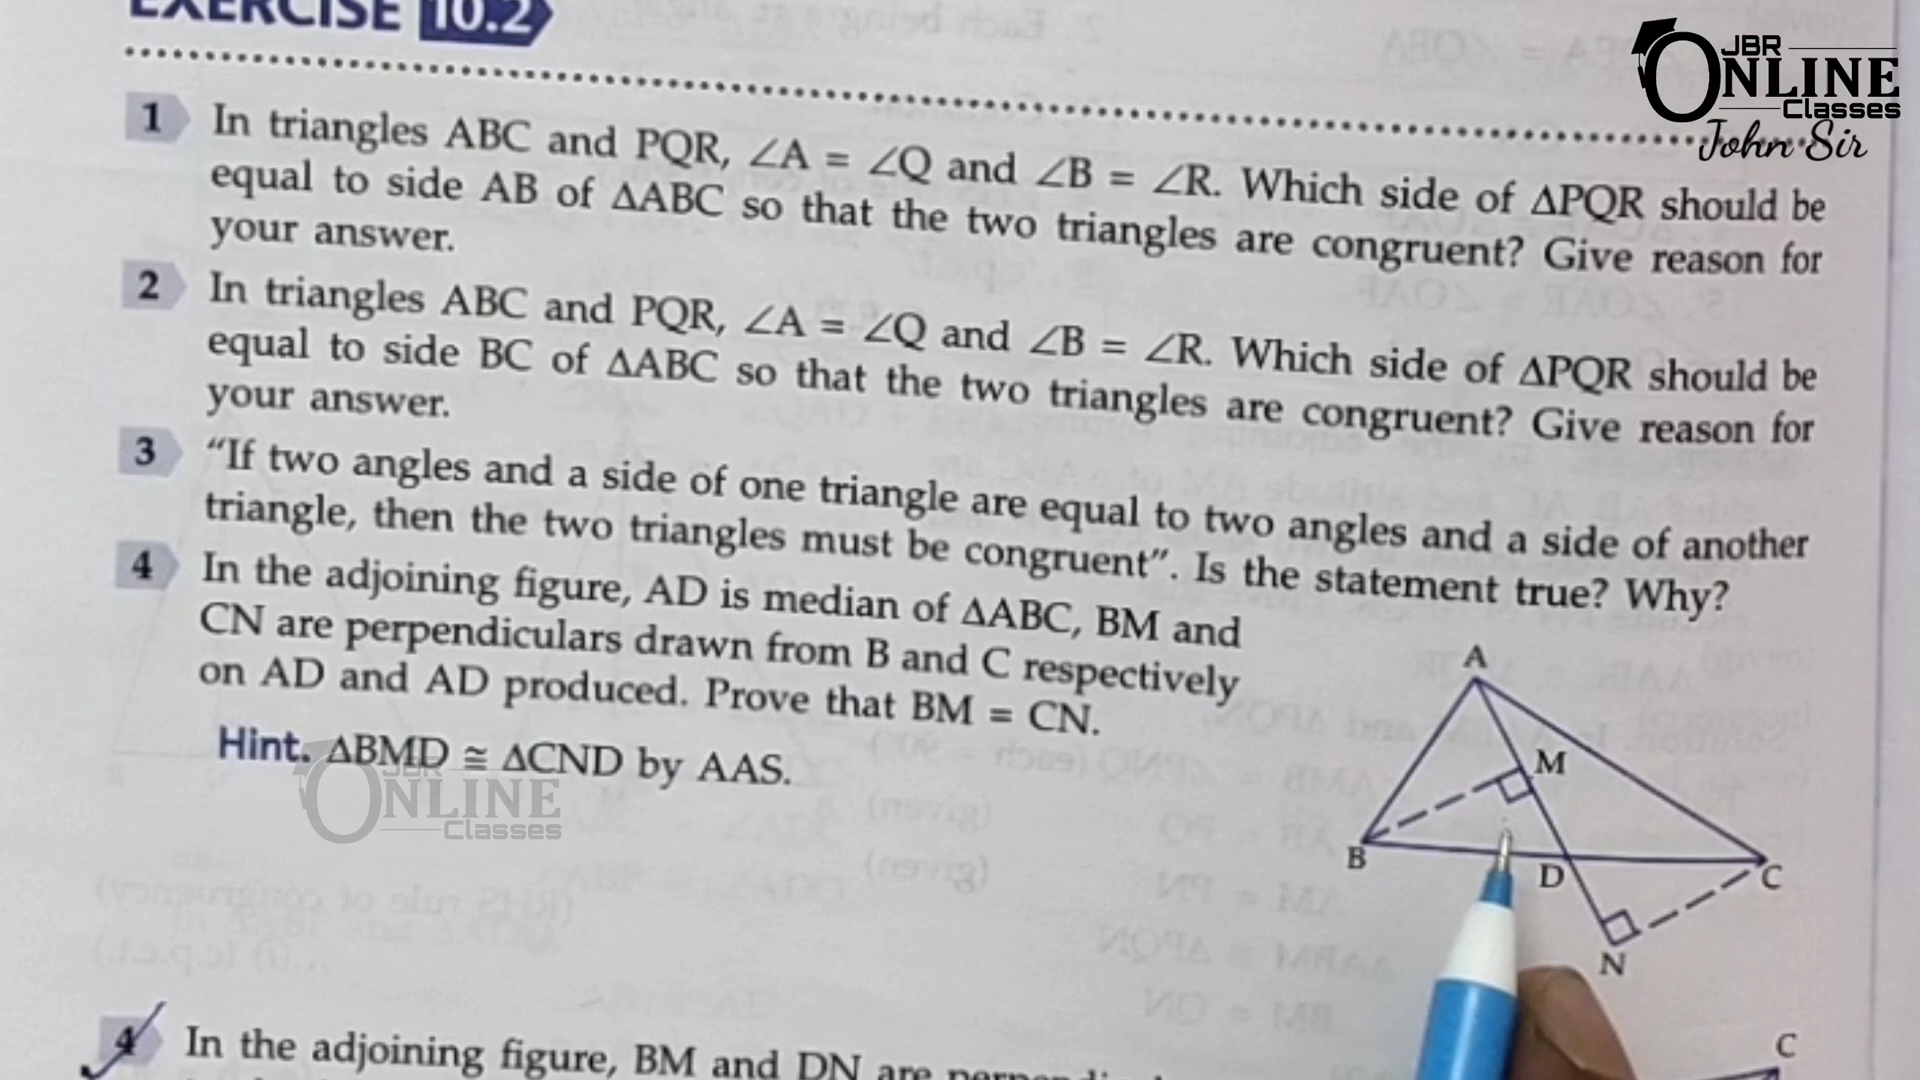 EXERCISE 10.2
JBR
ONLINE
Classes
John Sir
1 In triangles ABC and PQR, ∠A = ∠Q and ∠B = ∠R. Which side of ΔPQR should be
equal to side AB of ΔABC so that the two triangles are congruent? Give reason for
your answer.
2 In triangles ABC and PQR, ∠A = ∠Q and ∠B = ∠R. Which side of ΔPQR should be
equal to side BC of ΔABC so that the two triangles are congruent? Give reason for
your answer.
3 “If two angles and a side of one triangle are equal to two angles and a side of another
triangle, then the two triangles must be congruent”. Is the statement true? Why?
4 In the adjoining figure, AD is median of ΔABC, BM and
CN are perpendiculars drawn from B and C respectively
on AD and AD produced. Prove that BM = CN.
Hint. ΔBMD ≅ ΔCND by AAS.
JBR
ONLINE
Classes
A
M
B
D
C
N
4 In the adjoining figure, BM and DN are
C